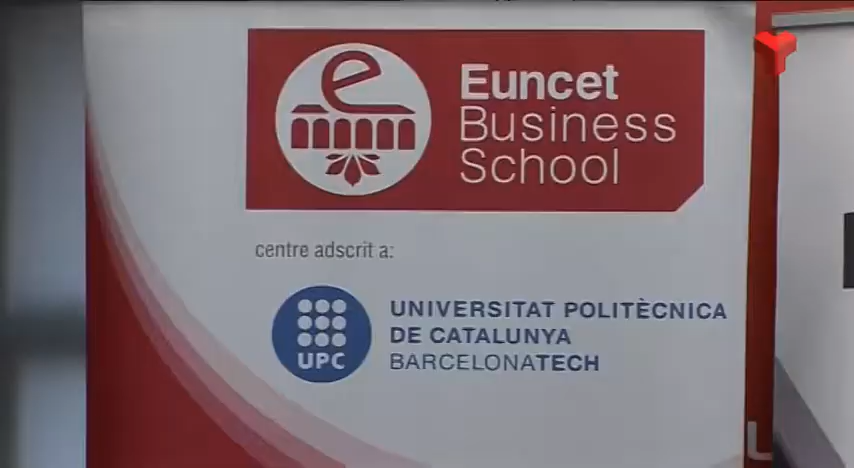 e
Euncet
Business
School
centre adscrit a:
UPC
UNIVERSITAT POLITÈCNICA
DE CATALUNYA
BARCELONATECH